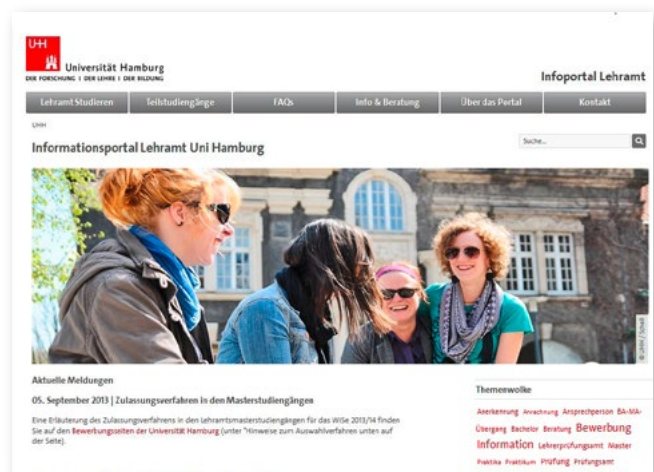 UHH
Universität Hamburg
DER FORSCHUNG | DER LEHRE | DER BILDUNG
Infoportal Lehramt
Lehramt Studieren Teilstudiengänge FAQs Info & Beratung Über das Portal Kontakt
UHH
Informationsportal Lehramt Uni Hamburg
Suche...
© UHH / Schell
Aktuelle Meldungen
05. September 2013 | Zulassungsverfahren in den Masterstudiengängen
Eine Erläuterung des Zulassungsverfahrens in den Lehramtsmasterstudiengängen für das WiSe 2013/14 finden
Sie auf den Bewerbungsseiten der Universität Hamburg (unter "Hinweise zum Auswahlverfahren unten auf
der Seite).
Themenwolke
Anerkennung Anrechnung Ansprechperson BA-MA-
Übergang Bachelor Beratung Bewerbung
Information Lehrerprüfungsamt Master
Praktika Praktikum Prüfung Prüfungsamt